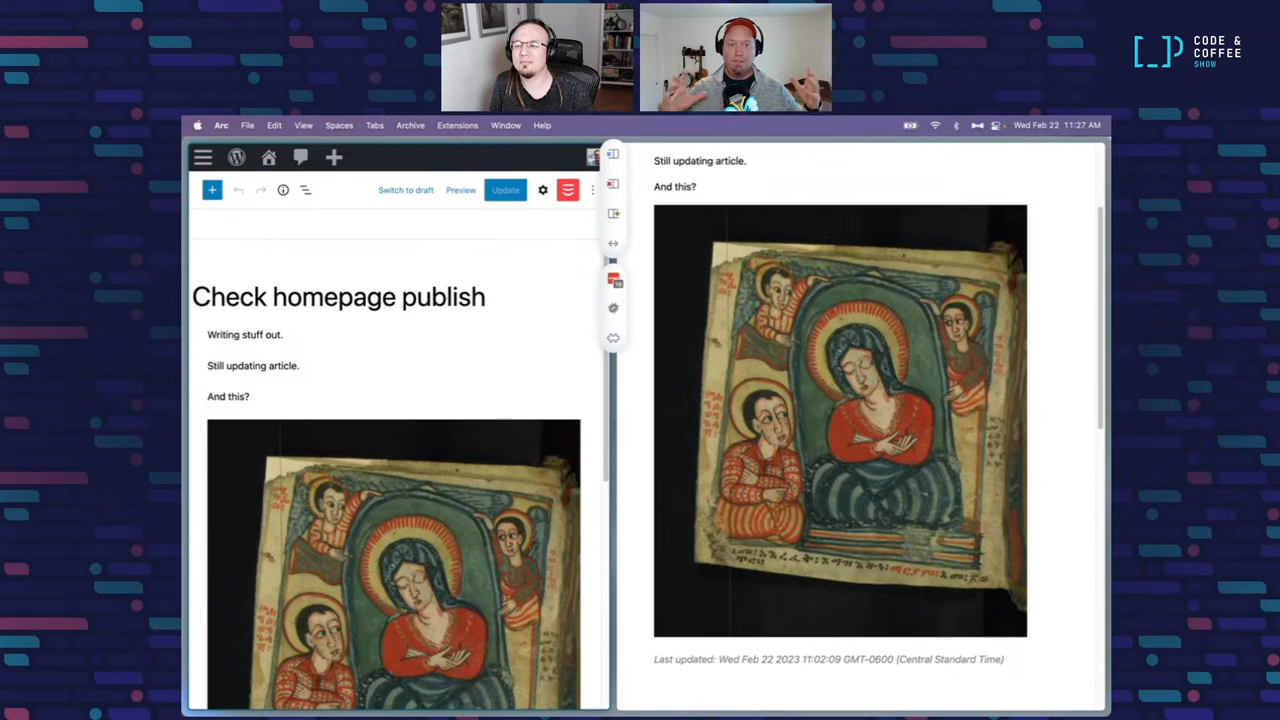 CODE & COFFEE
SHOW
Arc File Edit View Spaces Tabs Archive Extensions Window Help
Wed Feb 22 11:27 AM
Switch to draft Preview Update
Check homepage publish
Writing stuff out.
Still updating article.
And this?
Still updating article.
And this?
Last updated: Wed Feb 22 2023 11:02:09 GMT-0600 (Central Standard Time)